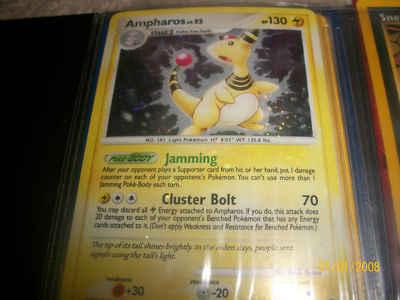 Ampharos LV.52 HP130
STAGE 2
Sne
NO. 181 Light Pokémon HT 4'07" WT 135.6 lbs.
Poké-BODY Jamming
After your opponent plays a Supporter card from his or her hand, put 1 damage
counter on each of your opponent's Pokémon. You can't use more than 1
Jamming Poké-Body each turn.
Cluster Bolt 70
You may discard all Energy attached to Ampharos. If you do, this attack does
20 damage to each of your opponent's Benched Pokémon that has any Energy
cards attached to it. (Don't apply Weakness and Resistance for Benched Pokémon.)
The tip of its tail shines brightly. In the olden days, people sent
signals using the tail's light.
weakness resistance
+30 -20
01/01/2008